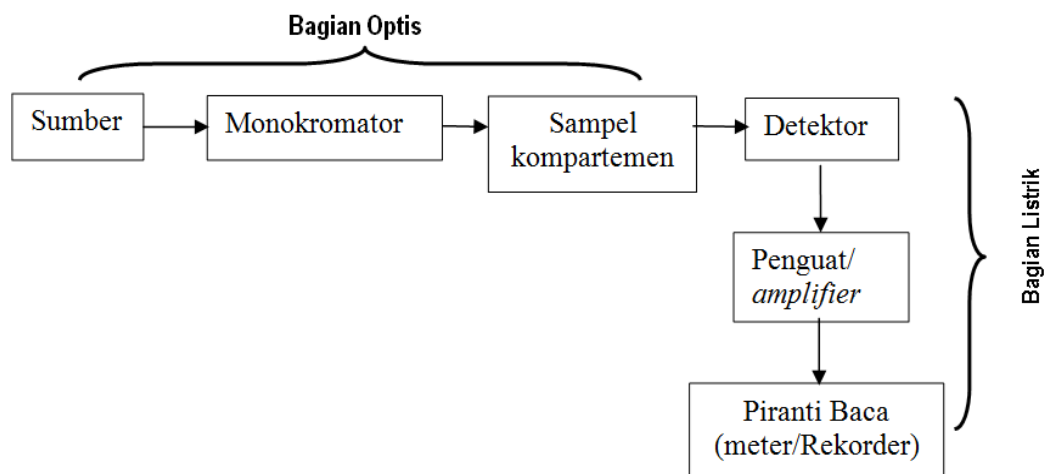 Bagian Optis
Sumber
Monokromator
Sampel
kompartemen
Detektor
Penguat/
amplifier
Piranti Baca
(meter/Rekorder)
Bagian Listrik